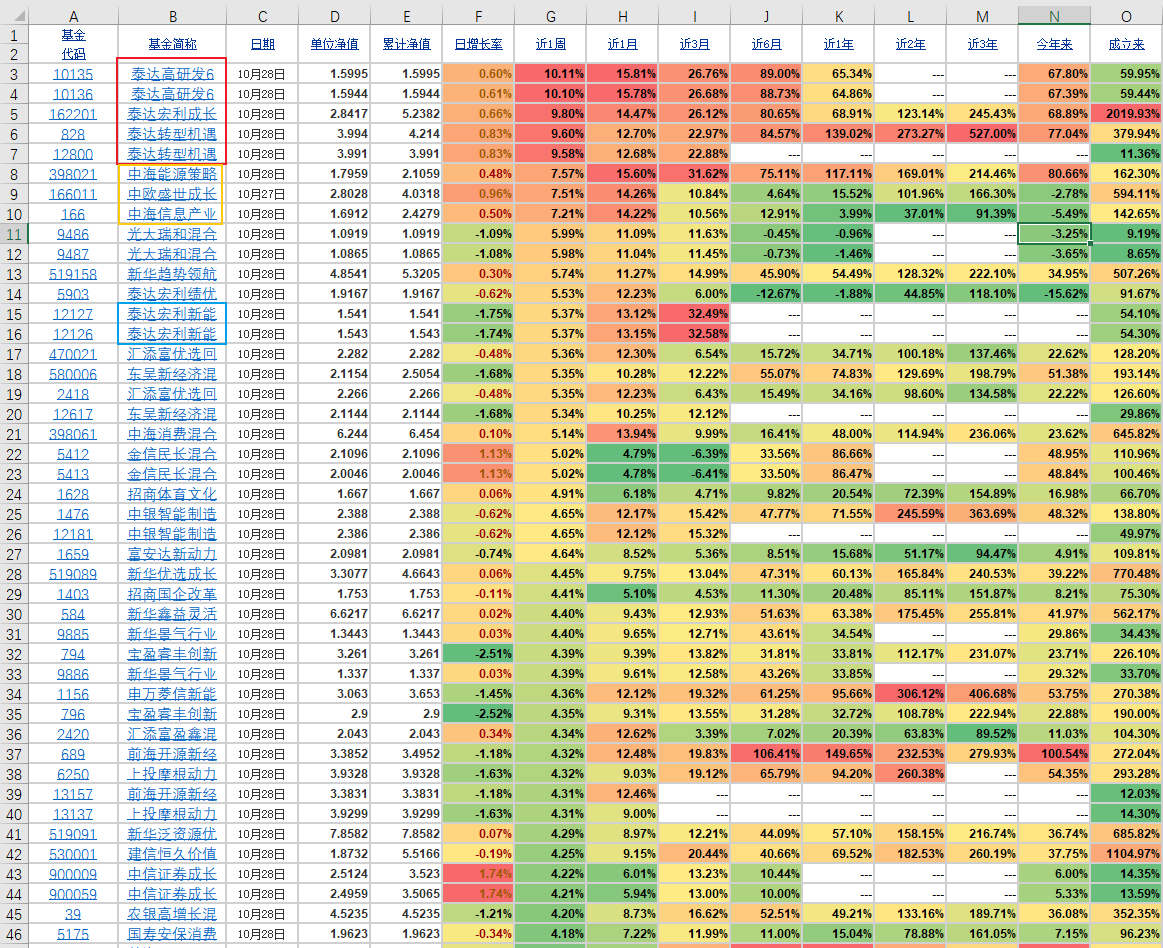 A B C D E F G H I J K L M N O
1 基金
2 代码 基金简称 日期 单位净值 累计净值 日增长率 近1周 近1月 近3月 近6月 近1年 近2年 近3年 今年来 成立来
3 10135 泰达高研发6 10月28日 1.5995 1.5995 0.60% 10.11% 15.81% 26.76% 89.00% 65.34% --- --- 67.80% 59.95%
4 10136 泰达高研发6 10月28日 1.5944 1.5944 0.61% 10.10% 15.78% 26.68% 88.73% 64.86% --- --- 67.39% 59.44%
5 162201 泰达宏利成长 10月28日 2.8417 5.2382 0.66% 9.80% 14.47% 26.12% 80.65% 68.91% 123.14% 245.43% 68.89% 2019.93%
6 828 泰达转型机遇 10月28日 3.994 4.214 0.83% 9.60% 12.70% 22.97% 84.57% 139.02% 273.27% 527.00% 77.04% 379.94%
7 12800 泰达转型机遇 10月28日 3.991 3.991 0.83% 9.58% 12.68% 22.88% --- --- --- --- --- 11.36%
8 398021 中海能源策略 10月28日 1.7959 2.1059 0.48% 7.57% 15.60% 31.62% 75.11% 117.11% 169.01% 214.46% 80.66% 162.30%
9 166011 中欧盛世成长 10月27日 2.8028 4.0318 0.96% 7.51% 14.26% 10.84% 4.64% 15.52% 101.96% 166.30% -2.78% 594.11%
10 166 中海信息产业 10月28日 1.6912 2.4279 0.50% 7.21% 14.22% 10.56% 12.91% 3.99% 37.01% 91.39% -5.49% 142.65%
11 9486 光大瑞和混合 10月28日 1.0919 1.0919 -1.09% 5.99% 11.09% 11.63% -0.45% -0.96% --- --- -3.25% 9.19%
12 9487 光大瑞和混合 10月28日 1.0865 1.0865 -1.08% 5.98% 11.04% 11.45% -0.73% -1.46% --- --- -3.65% 8.65%
13 519158 新华趋势领航 10月28日 4.8541 5.3205 0.30% 5.74% 11.27% 14.99% 45.90% 54.49% 128.32% 222.10% 34.95% 507.26%
14 5903 泰达宏利绩优 10月28日 1.9167 1.9167 -0.62% 5.53% 12.23% 6.00% -12.67% -1.88% 44.85% 118.10% -15.62% 91.67%
15 12127 泰达宏利新能 10月28日 1.541 1.541 -1.75% 5.37% 13.12% 32.49% --- --- --- --- --- 54.10%
16 12126 泰达宏利新能 10月28日 1.543 1.543 -1.74% 5.37% 13.15% 32.58% --- --- --- --- --- 54.30%
17 470021 汇添富优选回 10月28日 2.282 2.282 -0.48% 5.36% 12.30% 6.54% 15.72% 34.71% 100.18% 137.46% 22.62% 128.20%
18 580006 东吴新经济混 10月28日 2.1154 2.5054 -1.68% 5.35% 10.28% 12.22% 55.07% 74.83% 129.69% 198.79% 51.38% 193.14%
19 2418 汇添富优选回 10月28日 2.266 2.266 -0.48% 5.35% 12.23% 6.43% 15.49% 34.16% 98.60% 134.58% 22.22% 126.60%
20 12617 东吴新经济混 10月28日 2.1144 2.1144 -1.68% 5.34% 10.25% 12.12% --- --- --- --- --- 29.86%
21 398061 中海消费混合 10月28日 6.244 6.454 0.10% 5.14% 13.94% 9.99% 16.41% 48.00% 114.94% 236.06% 23.62% 645.82%
22 5412 金信民长混合 10月28日 2.1096 2.1096 1.13% 5.02% 4.79% -6.39% 33.56% 86.66% --- --- 48.95% 110.96%
23 5413 金信民长混合 10月28日 2.0046 2.0046 1.13% 5.02% 4.78% -6.41% 33.50% 86.47% --- --- 48.84% 100.46%
24 1628 招商体育文化 10月28日 1.667 1.667 0.06% 4.91% 6.18% 4.71% 9.82% 20.54% 72.39% 154.89% 16.98% 66.70%
25 1476 中银智能制造 10月28日 2.388 2.388 -0.62% 4.65% 12.17% 15.42% 47.77% 71.55% 245.59% 363.69% 48.32% 138.80%
26 12181 中银智能制造 10月28日 2.386 2.386 -0.62% 4.65% 12.12% 15.32% --- --- --- --- --- 49.97%
27 1659 富安达新动力 10月28日 2.0981 2.0981 -0.74% 4.64% 8.52% 5.36% 8.51% 15.68% 51.17% 94.47% 4.91% 109.81%
28 519089 新华优选成长 10月28日 3.3077 4.6643 0.06% 4.45% 9.75% 13.04% 47.31% 60.13% 165.84% 240.53% 39.22% 770.48%
29 1403 招商国企改革 10月28日 1.753 1.753 -0.11% 4.41% 5.10% 4.53% 11.30% 20.48% 85.11% 151.87% 8.21% 75.30%
30 584 新华鑫益灵活 10月28日 6.6217 6.6217 0.02% 4.40% 9.43% 12.93% 51.63% 63.38% 175.45% 255.81% 41.97% 562.17%
31 9885 新华景气行业 10月28日 1.3443 1.3443 0.03% 4.40% 9.65% 12.71% 43.61% 34.54% --- --- 29.86% 34.43%
32 794 宝盈睿丰创新 10月28日 3.261 3.261 -2.51% 4.39% 9.39% 13.82% 31.81% 33.81% 112.17% 231.07% 23.71% 226.10%
33 9886 新华景气行业 10月28日 1.337 1.337 0.03% 4.39% 9.61% 12.58% 43.26% 33.85% --- --- 29.32% 33.70%
34 1156 申万菱信新能 10月28日 3.063 3.653 -1.45% 4.36% 12.12% 19.32% 61.25% 95.66% 306.12% 406.68% 53.75% 270.38%
35 796 宝盈睿丰创新 10月28日 2.9 2.9 -2.52% 4.35% 9.31% 13.55% 31.28% 32.72% 108.78% 222.94% 22.88% 190.00%
36 2420 汇添富盈鑫混 10月28日 2.043 2.043 0.34% 4.34% 12.62% 3.39% 7.02% 20.39% 63.83% 89.52% 11.03% 104.30%
37 689 前海开源新经 10月28日 3.3852 3.4952 -1.18% 4.32% 12.48% 19.83% 106.41% 149.65% 232.53% 279.93% 100.54% 272.04%
38 6250 上投摩根动力 10月28日 3.9328 3.9328 -1.63% 4.32% 9.03% 19.12% 65.79% 94.20% 260.38% --- 54.35% 293.28%
39 13157 前海开源新经 10月28日 3.3831 3.3831 -1.18% 4.31% 12.46% --- --- --- --- --- --- 12.03%
40 13137 上投摩根动力 10月28日 3.9299 3.9299 -1.63% 4.31% 9.00% --- --- --- --- --- --- 14.30%
41 519091 新华泛资源优 10月28日 7.8582 7.8582 0.07% 4.29% 8.97% 12.21% 44.09% 57.10% 158.15% 216.74% 36.74% 685.82%
42 530001 建信恒久价值 10月28日 1.8732 5.5166 -0.19% 4.25% 9.15% 20.44% 40.66% 69.52% 182.53% 260.19% 37.75% 1104.97%
43 900009 中信证券成长 10月28日 2.5124 3.523 1.74% 4.22% 6.01% 13.23% 10.44% --- --- --- 6.00% 14.35%
44 900059 中信证券成长 10月28日 2.4959 3.5065 1.74% 4.21% 5.94% 13.00% 10.00% --- --- --- 5.33% 13.59%
45 39 农银高增长混 10月28日 4.5235 4.5235 -1.21% 4.20% 8.73% 16.62% 52.51% 49.21% 133.16% 189.71% 36.08% 352.35%
46 5175 国寿安保消费 10月28日 1.9623 1.9623 -0.34% 4.18% 7.22% 11.99% 11.00% 15.04% 78.88% 161.05% 7.15% 96.23%